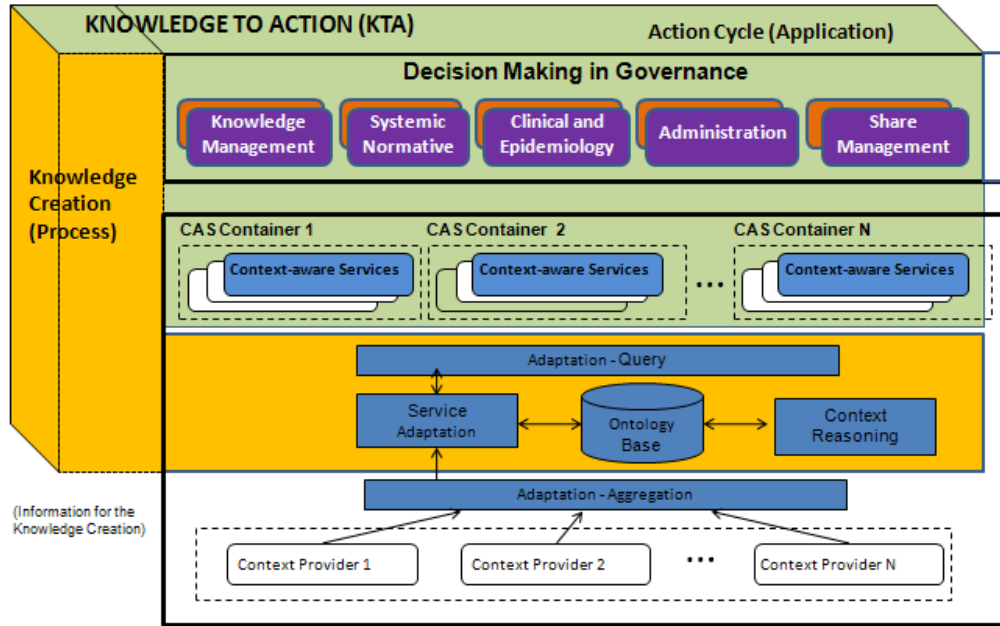 KNOWLEDGE TO ACTION (KTA)
Action Cycle (Application)
Decision Making in Governance
Knowledge
Management
Systemic
Normative
Clinical and
Epidemiology
Administration
Share
Management
Knowledge
Creation
(Process)
CAS Container 1
CAS Container 2
CAS Container N
Context-aware Services
Context-aware Services
...
Context-aware Services
Adaptation - Query
Service
Adaptation
Ontology
Base
Context
Reasoning
Adaptation - Aggregation
(Information for the
Knowledge Creation)
Context Provider 1
Context Provider 2
...
Context Provider N